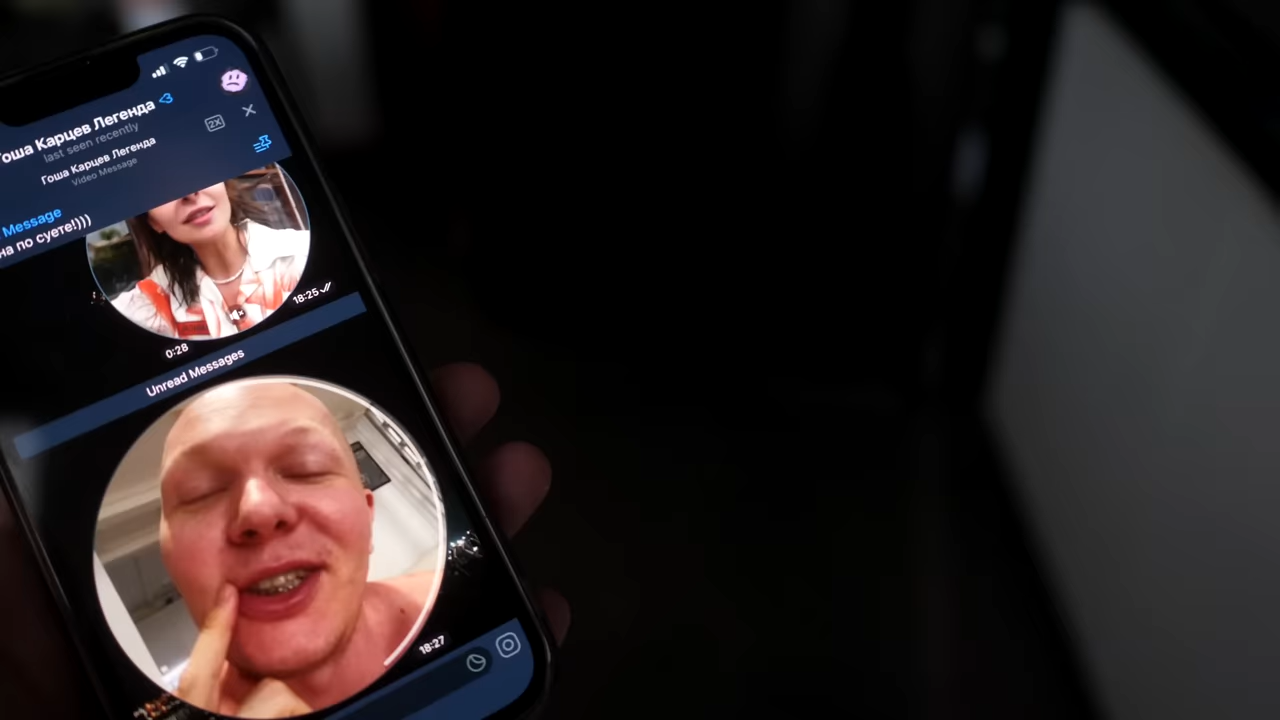 Гоша Карцев Легенда
last seen recently
2X
Гоша Карцев Легенда
Video Message
Message
на по суете!)))
18:25
0:28
Unread Messages
18:27